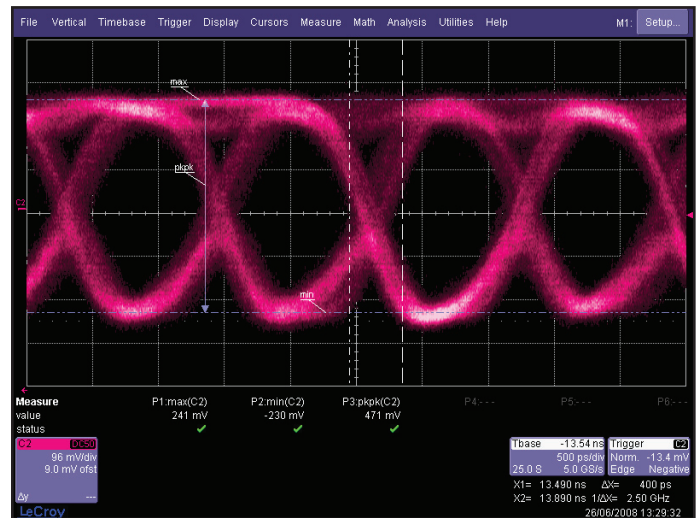 File Vertical Timebase Trigger Display Cursors Measure Math Analysis Utilities Help M1: Setup...
max
pkpk
C2
min
Measure P1:max(C2) P2:min(C2) P3:pkpk(C2) P4:--- P5:--- P6:---
value 241 mV -230 mV 471 mV
status
C2 DC50
96 mV/div
9.0 mV ofst
Δy ---
Tbase -13.54 ns
500 ps/div
25.0 S 5.0 GS/s
Trigger C2
Norm. -13.4 mV
Edge Negative
X1= 13.490 ns ΔX= 400 ps
X2= 13.890 ns 1/ΔX= 2.50 GHz
LeCroy
26/06/2008 13:29:32